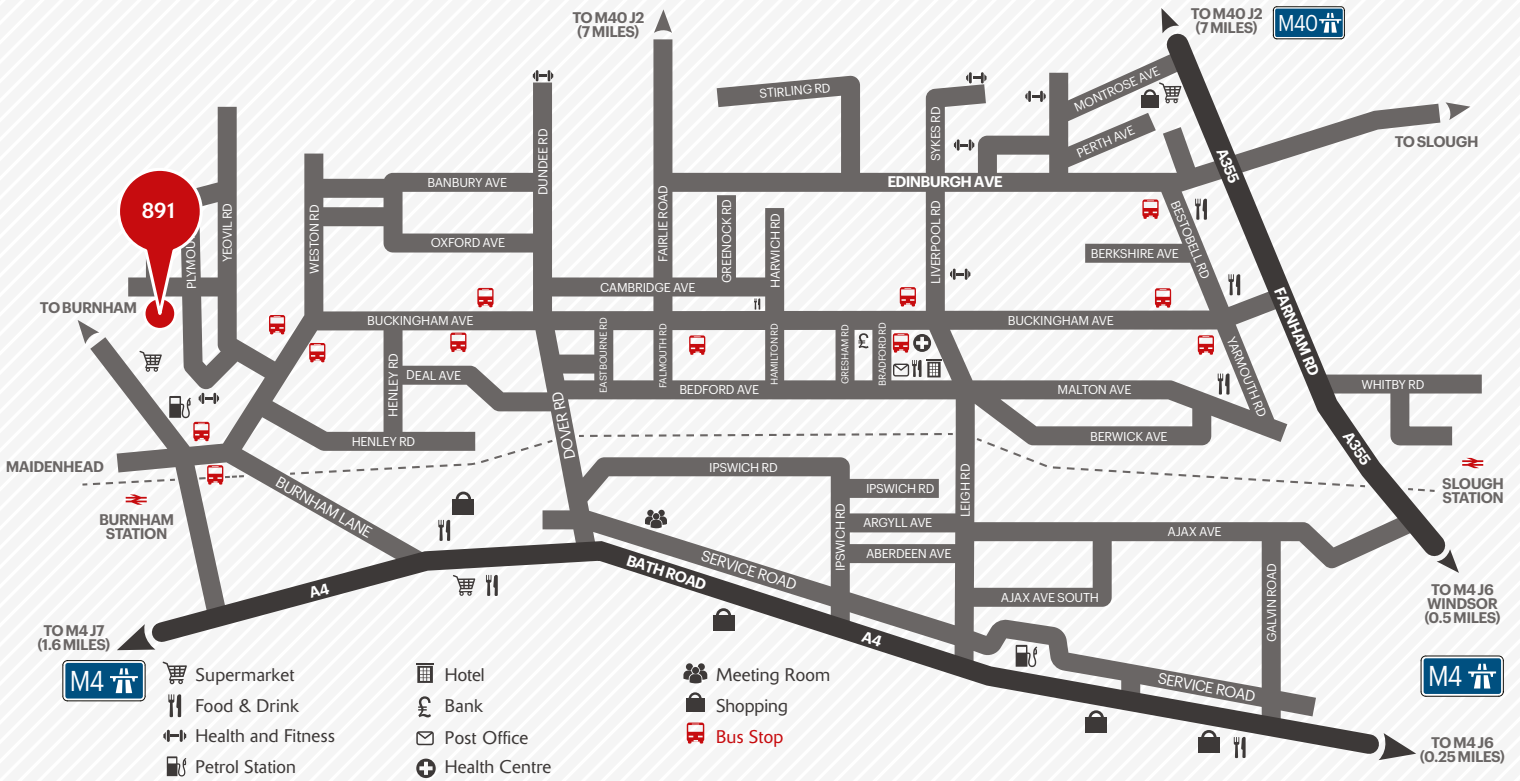 TO M40 J2
(7 MILES)
TO M40 J2
(7 MILES)
M40
STIRLING RD
MONTROSE AVE
SYKES RD
PERTH AVE
A355
TO SLOUGH
DUNDEE RD
BANBURY AVE
EDINBURGH AVE
891
YEOVIL RD
WESTON RD
FAIRLIE ROAD
GREENOCK RD
HARWICH RD
LIVERPOOL RD
BESTOBELL RD
OXFORD AVE
BERKSHIRE AVE
CAMBRIDGE AVE
TO BURNHAM
BUCKINGHAM AVE
BUCKINGHAM AVE
FARNHAM RD
EASTBOURNE RD
FALMOUTH RD
HAMILTON RD
GRESHAM RD
BRADFORD RD
YARMOUTH RD
HENLEY RD
DEAL AVE
BEDFORD AVE
MALTON AVE
WHITBY RD
DOVER RD
HENLEY RD
BERWICK AVE
A355
MAIDENHEAD
IPSWICH RD
IPSWICH RD
LEIGH RD
SLOUGH
STATION
BURNHAM
STATION
BURNHAM LANE
IPSWICH RD
ARGYLL AVE
AJAX AVE
ABERDEEN AVE
SERVICE ROAD
BATH ROAD
A4
AJAX AVE SOUTH
GALVIN ROAD
TO M4 J6
WINDSOR
(0.5 MILES)
TO M4 J7
(1.6 MILES)
A4
M4
SERVICE ROAD
M4
TO M4 J6
(0.25 MILES)
Supermarket
Food & Drink
Health and Fitness
Petrol Station
Hotel
£ Bank
Post Office
Health Centre
Meeting Room
Shopping
Bus Stop